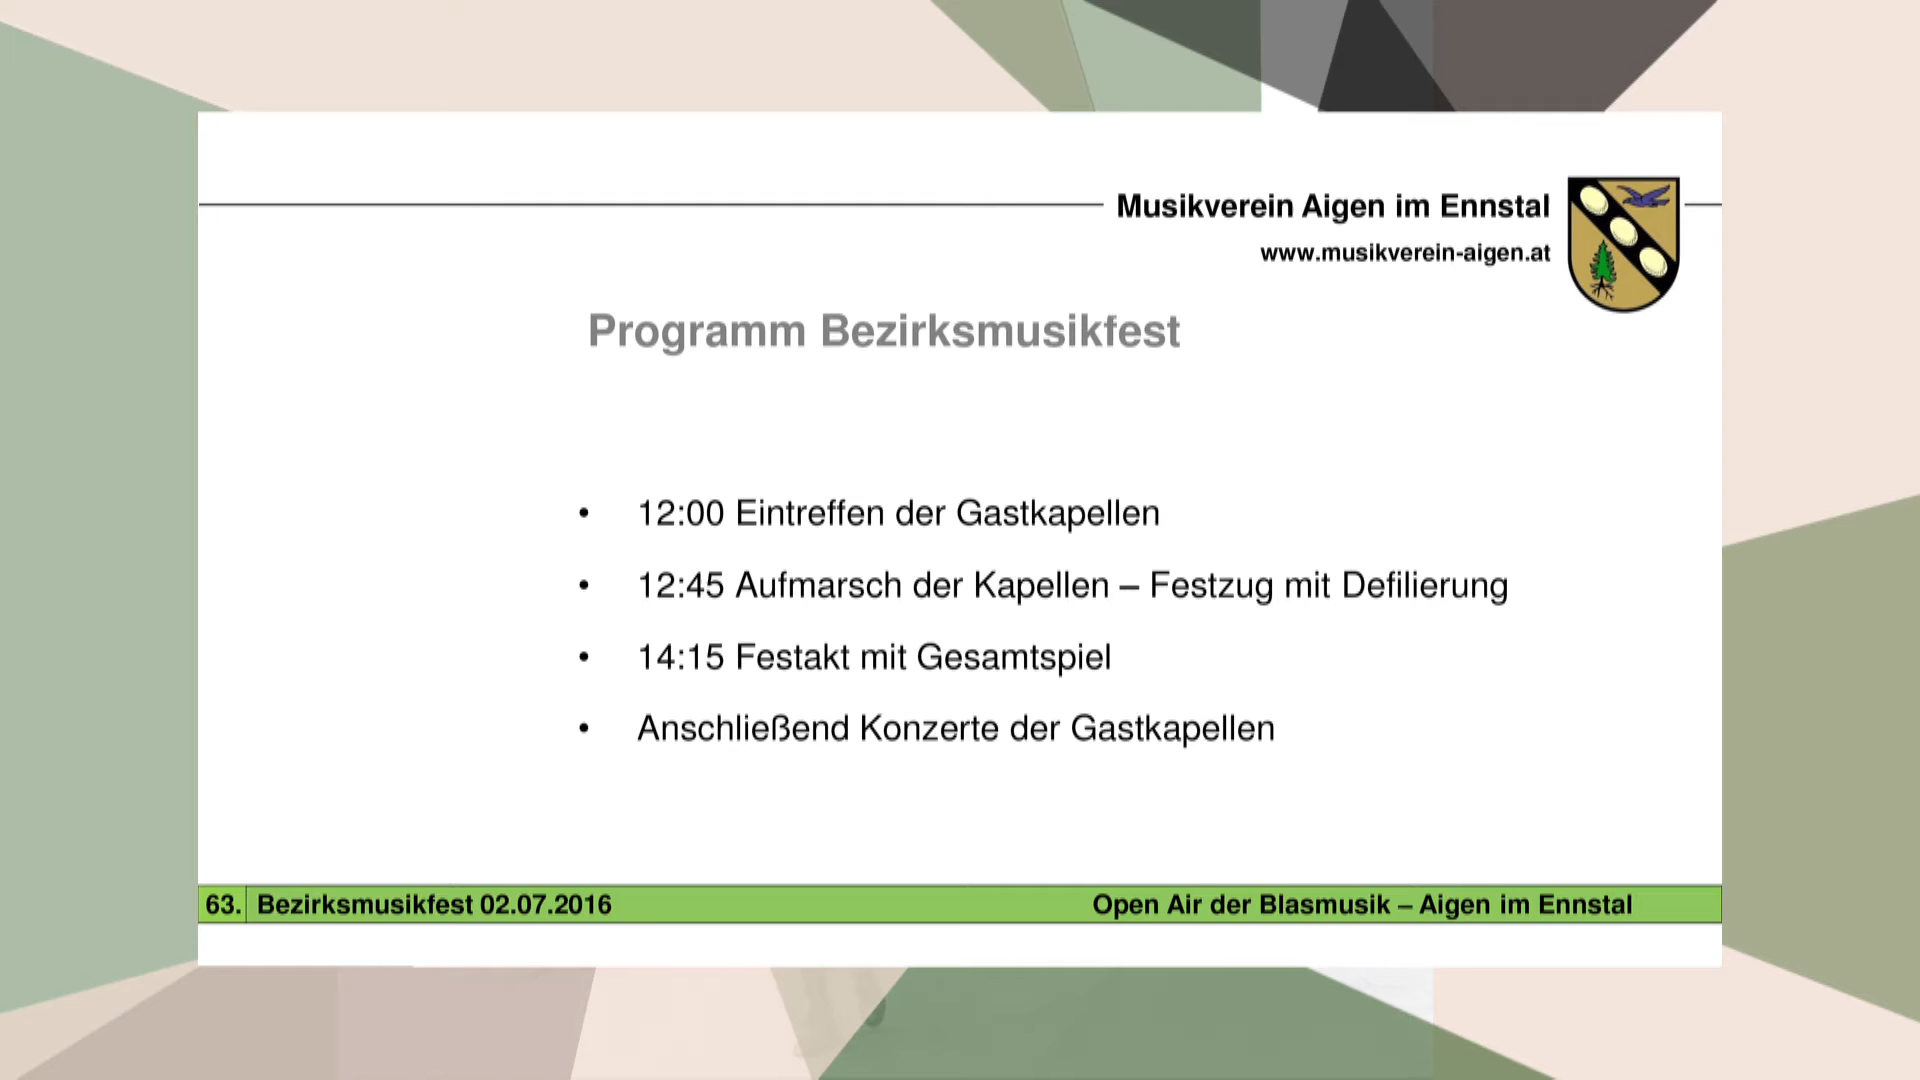 Musikverein Aigen im Ennstal
www.musikverein-aigen.at
Programm Bezirksmusikfest
• 12:00 Eintreffen der Gastkapellen
• 12:45 Aufmarsch der Kapellen – Festzug mit Defilierung
• 14:15 Festakt mit Gesamtspiel
• Anschließend Konzerte der Gastkapellen
63. Bezirksmusikfest 02.07.2016 Open Air der Blasmusik – Aigen im Ennstal